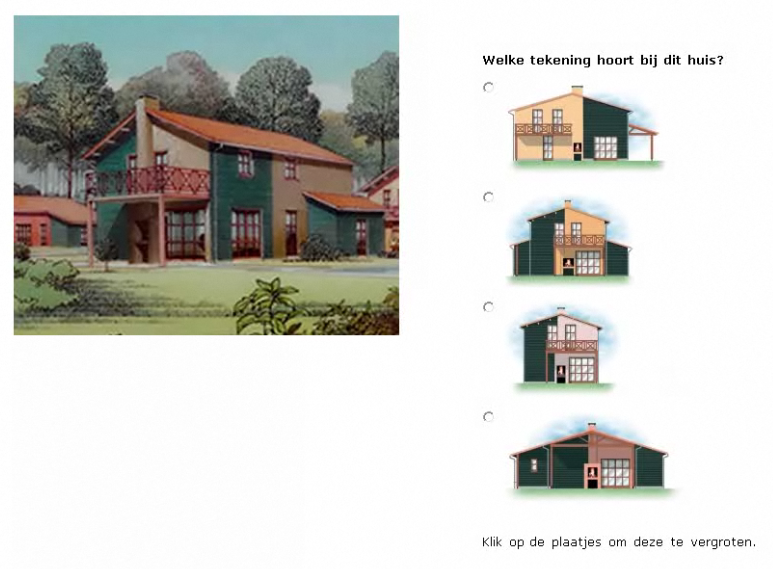 Welke tekening hoort bij dit huis?
Klik op de plaatjes om deze te vergroten.